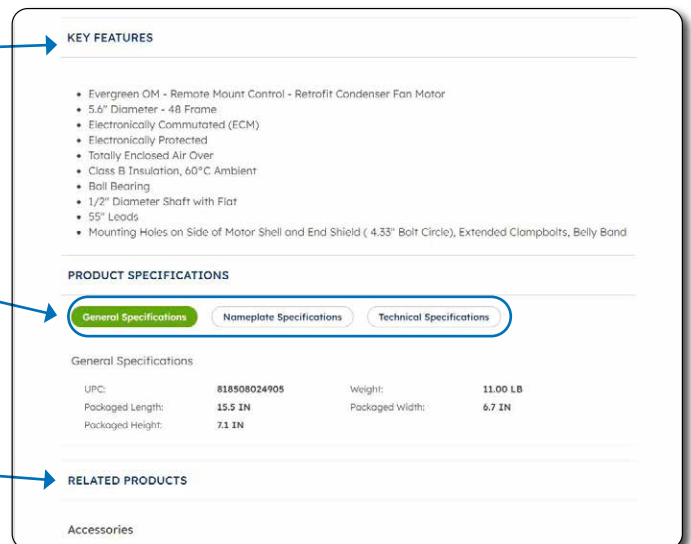 KEY FEATURES
• Evergreen OM - Remote Mount Control - Retrofit Condenser Fan Motor
• 5.6" Diameter - 48 Frame
• Electronically Commutated (ECM)
• Electronically Protected
• Totally Enclosed Air Over
• Class B Insulation, 60°C Ambient
• Ball Bearing
• 1/2" Diameter Shaft with Flat
• 55" Leads
• Mounting Holes on Side of Motor Shell and End Shield ( 4.33" Bolt Circle), Extended Clampbolts, Belly Band
PRODUCT SPECIFICATIONS
General Specifications Nameplate Specifications Technical Specifications
General Specifications
UPC: 818508024905 Weight: 11.00 LB
Packaged Length: 15.5 IN Packaged Width: 6.7 IN
Packaged Height: 7.1 IN
RELATED PRODUCTS
Accessories